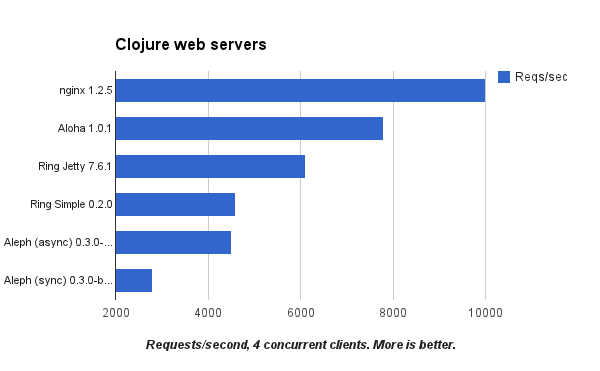 Clojure web servers
Reqs/sec
nginx 1.2.5
Aloha 1.0.1
Ring Jetty 7.6.1
Ring Simple 0.2.0
Aleph (async) 0.3.0-...
Aleph (sync) 0.3.0-b...
2000 4000 6000 8000 10000
Requests/second, 4 concurrent clients. More is better.